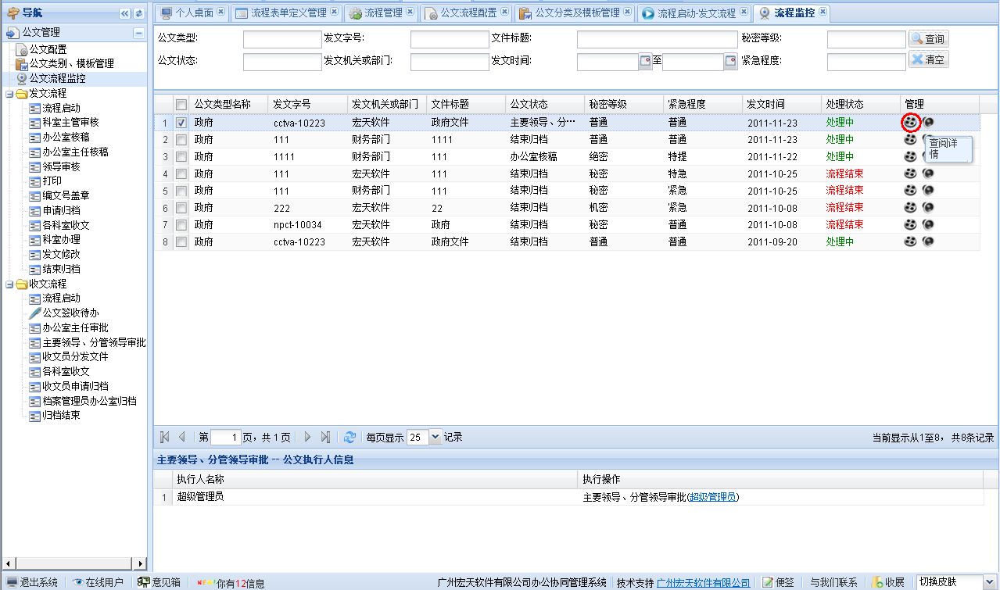 导航
个人桌面 流程表单定义管理 流程管理 公文流程配置 公文分类及模板管理 流程启动-发文流程 流程监控
公文管理
公文配置
公文类别、模板管理
公文流程监控
发文流程
流程启动
科室主管审核
办公室核稿
办公室主任核稿
领导审核
打印
编文号盖章
申请归档
各科室收文
科室办理
发文修改
结束归档
收文流程
流程启动
公文签收待办
办公室主任审批
主要领导、分管领导审批
收文员分发文件
各科室收文
收文员申请归档
档案管理员办公室归档
归档结束
公文类型: 发文字号: 文件标题: 秘密等级: 查询
公文状态: 发文机关或部门: 发文时间: 至 紧急程度: 清空
公文类型名称 发文字号 发文机关或部门 文件标题 公文状态 秘密等级 紧急程度 发文时间 处理状态 管理
1 政府 cctva-10223 宏天软件 政府文件 主要领导、分... 普通 普通 2011-11-23 处理中
2 政府 111 财务部门 1111 结束归档 普通 普通 2011-11-23 处理中
3 政府 1111 财务部门 111 办公室核稿 绝密 特提 2011-11-22 处理中
4 政府 111 宏天软件 111 结束归档 秘密 特急 2011-10-25 流程结束
5 政府 111 财务部门 111 结束归档 秘密 紧急 2011-10-25 流程结束
6 政府 222 宏天软件 22 结束归档 机密 紧急 2011-10-08 流程结束
7 政府 npct-10034 宏天软件 政府 结束归档 秘密 普通 2011-10-08 流程结束
8 政府 cctva-10223 宏天软件 政府文件 结束归档 普通 普通 2011-09-20 处理中
查阅详
情
第 1 页，共 1 页 每页显示 25 记录 当前显示从1至8，共8条记录
主要领导、分管领导审批 -- 公文执行人信息
执行人名称 执行操作
1 超级管理员 主要领导、分管领导审批(超级管理员)
退出系统 在线用户 意见箱 NEW! 你有12信息 广州宏天软件有限公司办公协同管理系统 技术支持 广州宏天软件有限公司 便签 与我们联系 收展 切换皮肤